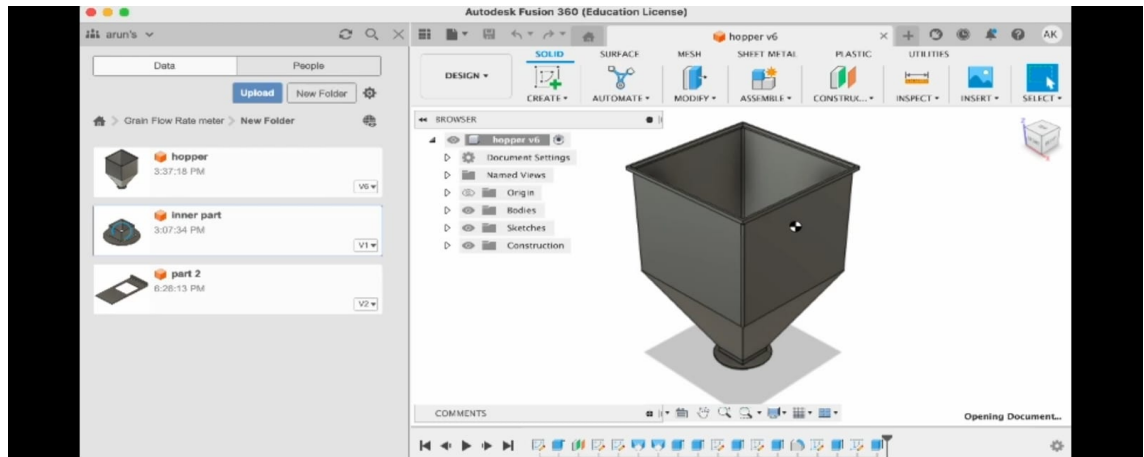 Autodesk Fusion 360 (Education License)
arun's
hopper v6
AK
Data
People
Upload
New Folder
Grain Flow Rate meter > New Folder
hopper
3:37:18 PM
V6
inner part
3:07:34 PM
V1
part 2
6:26:13 PM
V2
DESIGN
SOLID
SURFACE
MESH
SHEET METAL
PLASTIC
UTILITIES
CREATE
AUTOMATE
MODIFY
ASSEMBLE
CONSTRUC...
INSPECT
INSERT
SELECT
BROWSER
hopper v6
Document Settings
Named Views
Origin
Bodies
Sketches
Construction
COMMENTS
Opening Document...